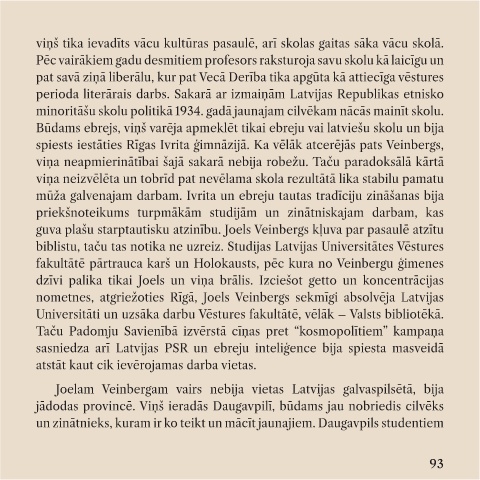 viņš tika ievadīts vācu kultūras pasaulē, arī skolas gaitas sāka vācu skolā.
Pēc vairākiem gadu desmitiem profesors raksturoja savu skolu kā laicīgu un
pat savā ziņā liberālu, kur pat Vecā Derība tika apgūta kā attiecīga vēstures
perioda literārais darbs. Sakarā ar izmaiņām Latvijas Republikas etnisko
minoritāšu skolu politikā 1934. gadā jaunajam cilvēkam nācās mainīt skolu.
Būdams ebrejs, viņš varēja apmeklēt tikai ebreju vai latviešu skolu un bija
spiests iestāties Rīgas Ivrita ģimnāzijā. Ka vēlāk atcerējās pats Veinbergs,
viņa neapmierinātībai šajā sakarā nebija robežu. Taču paradoksālā kārtā
viņa neizvēlēta un tobrīd pat nevēlama skola rezultātā lika stabilu pamatu
mūža galvenajam darbam. Ivrita un ebreju tautas tradīciju zināšanas bija
priekšnoteikums turpmākām studijām un zinātniskajam darbam, kas
guva plašu starptautisku atzinību. Joels Veinbergs kļuva par pasaulē atzītu
biblistu, taču tas notika ne uzreiz. Studijas Latvijas Universitātes Vēstures
fakultātē pārtrauca karš un Holokausts, pēc kura no Veinbergu ģimenes
dzīvi palika tikai Joels un viņa brālis. Izciešot getto un koncentrācijas
nometnes, atgriežoties Rīgā, Joels Veinbergs sekmīgi absolvēja Latvijas
Universitāti un uzsāka darbu Vēstures fakultātē, vēlāk – Valsts bibliotēkā.
Taču Padomju Savienībā izvērstā cīņas pret “kosmopolītiem” kampaņa
sasniedza arī Latvijas PSR un ebreju inteliģence bija spiesta masveidā
atstāt kaut cik ievērojamas darba vietas.
Joelam Veinbergam vairs nebija vietas Latvijas galvaspilsētā, bija
jādodas provincē. Viņš ieradās Daugavpilī, būdams jau nobriedis cilvēks
un zinātnieks, kuram ir ko teikt un mācīt jaunajiem. Daugavpils studentiem
93